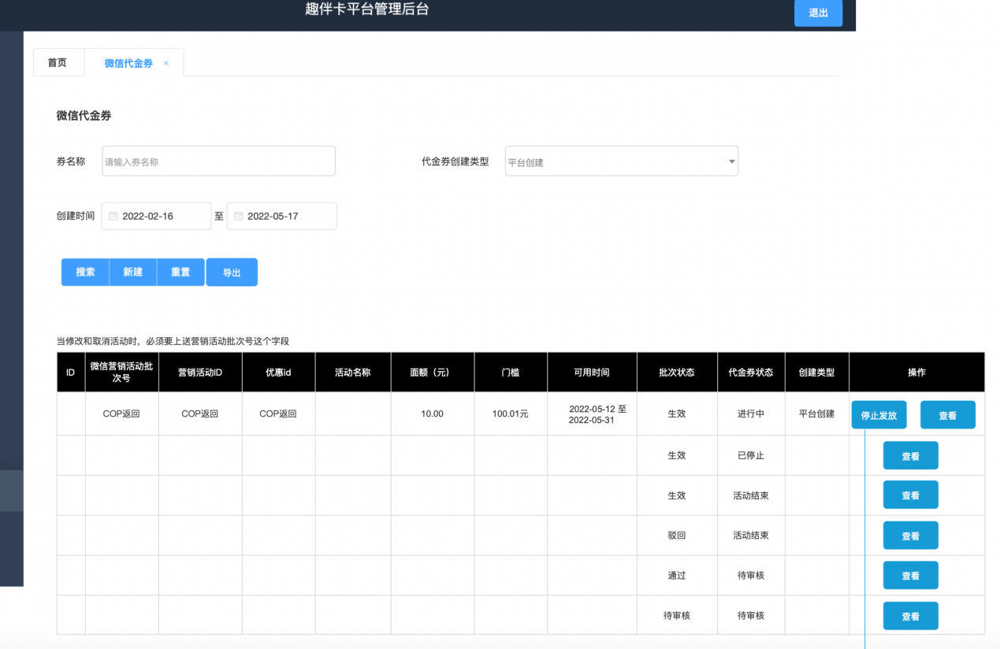 趣伴卡平台管理后台
退出
首页
微信代金券 ×
微信代金券
券名称 请输入券名称 代金券创建类型 平台创建
创建时间 2022-02-16 至 2022-05-17
搜索 新建 重置 导出
当修改和取消活动时，必须要上送营销活动批次号这个字段
ID 微信营销活动批 营销活动ID 优惠id 活动名称 面额（元） 门槛 可用时间 批次状态 代金券状态 创建类型 操作
次号
COP返回 COP返回 COP返回 10.00 100.01元 2022-05-12 至 生效 进行中 平台创建 停止发放 查看
2022-05-31
生效 已停止 查看
生效 活动结束 查看
驳回 活动结束 查看
通过 待审核 查看
待审核 待审核 查看